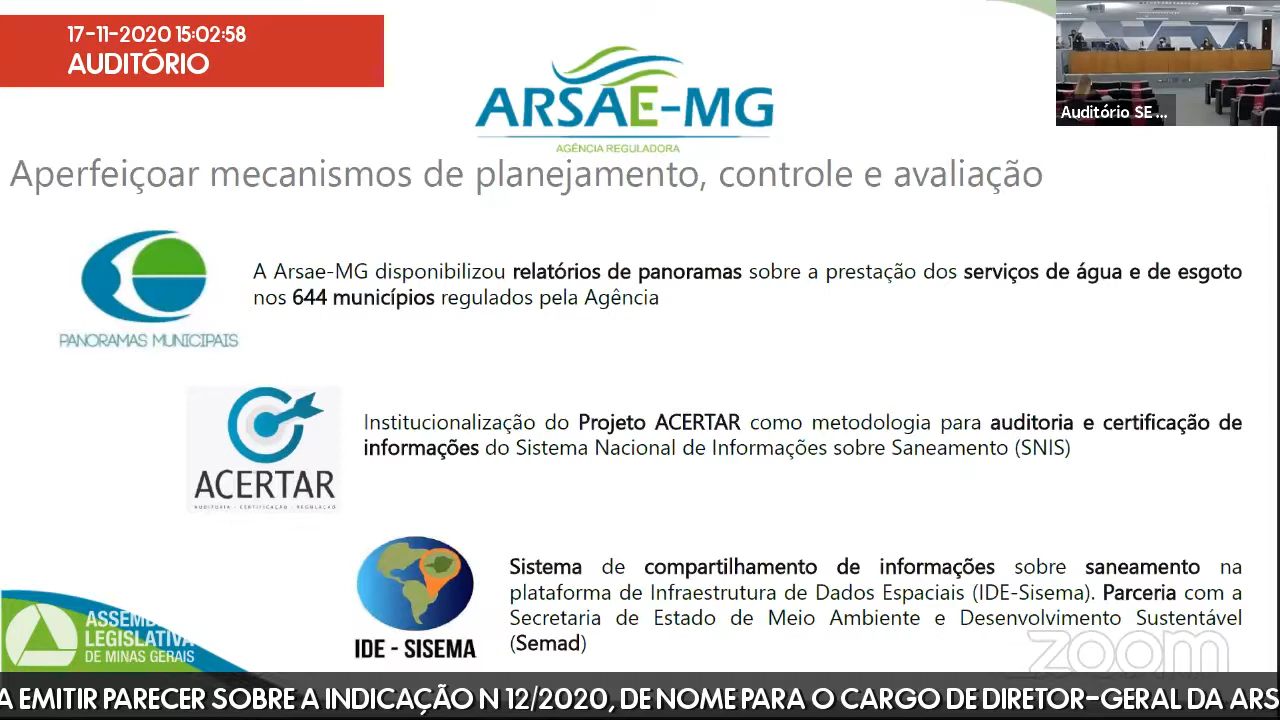 17-11-2020 15:02:58
AUDITÓRIO
Auditório SE ...
ARSAE-MG
AGÊNCIA REGULADORA
Aperfeiçoar mecanismos de planejamento, controle e avaliação
PANORAMAS MUNICIPAIS
A Arsae-MG disponibilizou relatórios de panoramas sobre a prestação dos serviços de água e de esgoto
nos 644 municípios regulados pela Agência
ACERTAR
AUDITORIA - CERTIFICAÇÃO - REGULAÇÃO
Institucionalização do Projeto ACERTAR como metodologia para auditoria e certificação de
informações do Sistema Nacional de Informações sobre Saneamento (SNIS)
IDE - SISEMA
Sistema de compartilhamento de informações sobre saneamento na
plataforma de Infraestrutura de Dados Espaciais (IDE-Sisema). Parceria com a
Secretaria de Estado de Meio Ambiente e Desenvolvimento Sustentável
(Semad)
ASSEMBLEIA
LEGISLATIVA
DE MINAS GERAIS
zoom
A EMITIR PARECER SOBRE A INDICAÇÃO N 12/2020, DE NOME PARA O CARGO DE DIRETOR-GERAL DA ARS